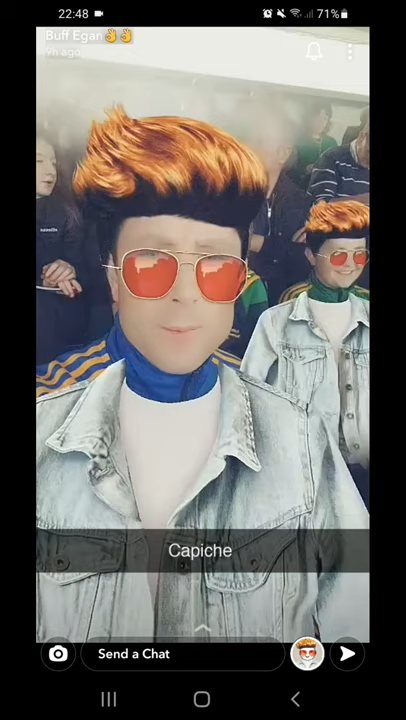 22:48
71%
Buff Egan👌👌
9h ago
Capiche
Send a Chat